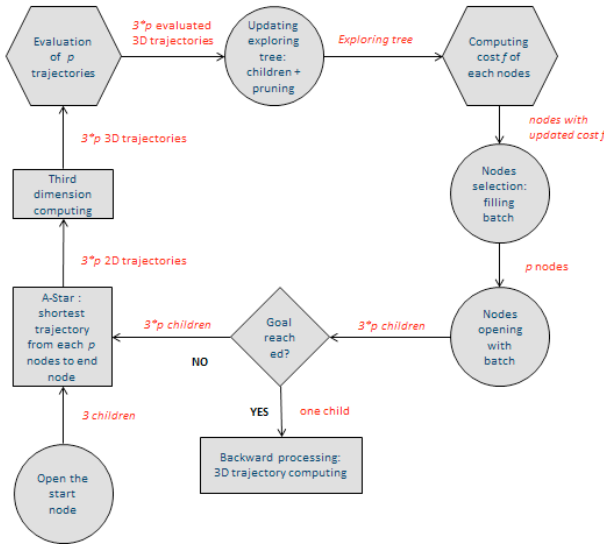 Evaluation
of p
trajectories
3*p evaluated
3D trajectories
Updating
exploring
tree:
children +
pruning
Exploring tree
Computing
cost f of
each nodes
3*p 3D trajectories
nodes with
updated cost f
Third
dimension
computing
Nodes
selection:
filling
batch
3*p 2D trajectories
p nodes
A-Star :
shortest
trajectory
from each p
nodes to end
node
3*p children
NO
Goal
reach
ed?
3*p children
Nodes
opening
with
batch
YES
one child
3 children
Backward processing:
3D trajectory computing
Open the
start
node